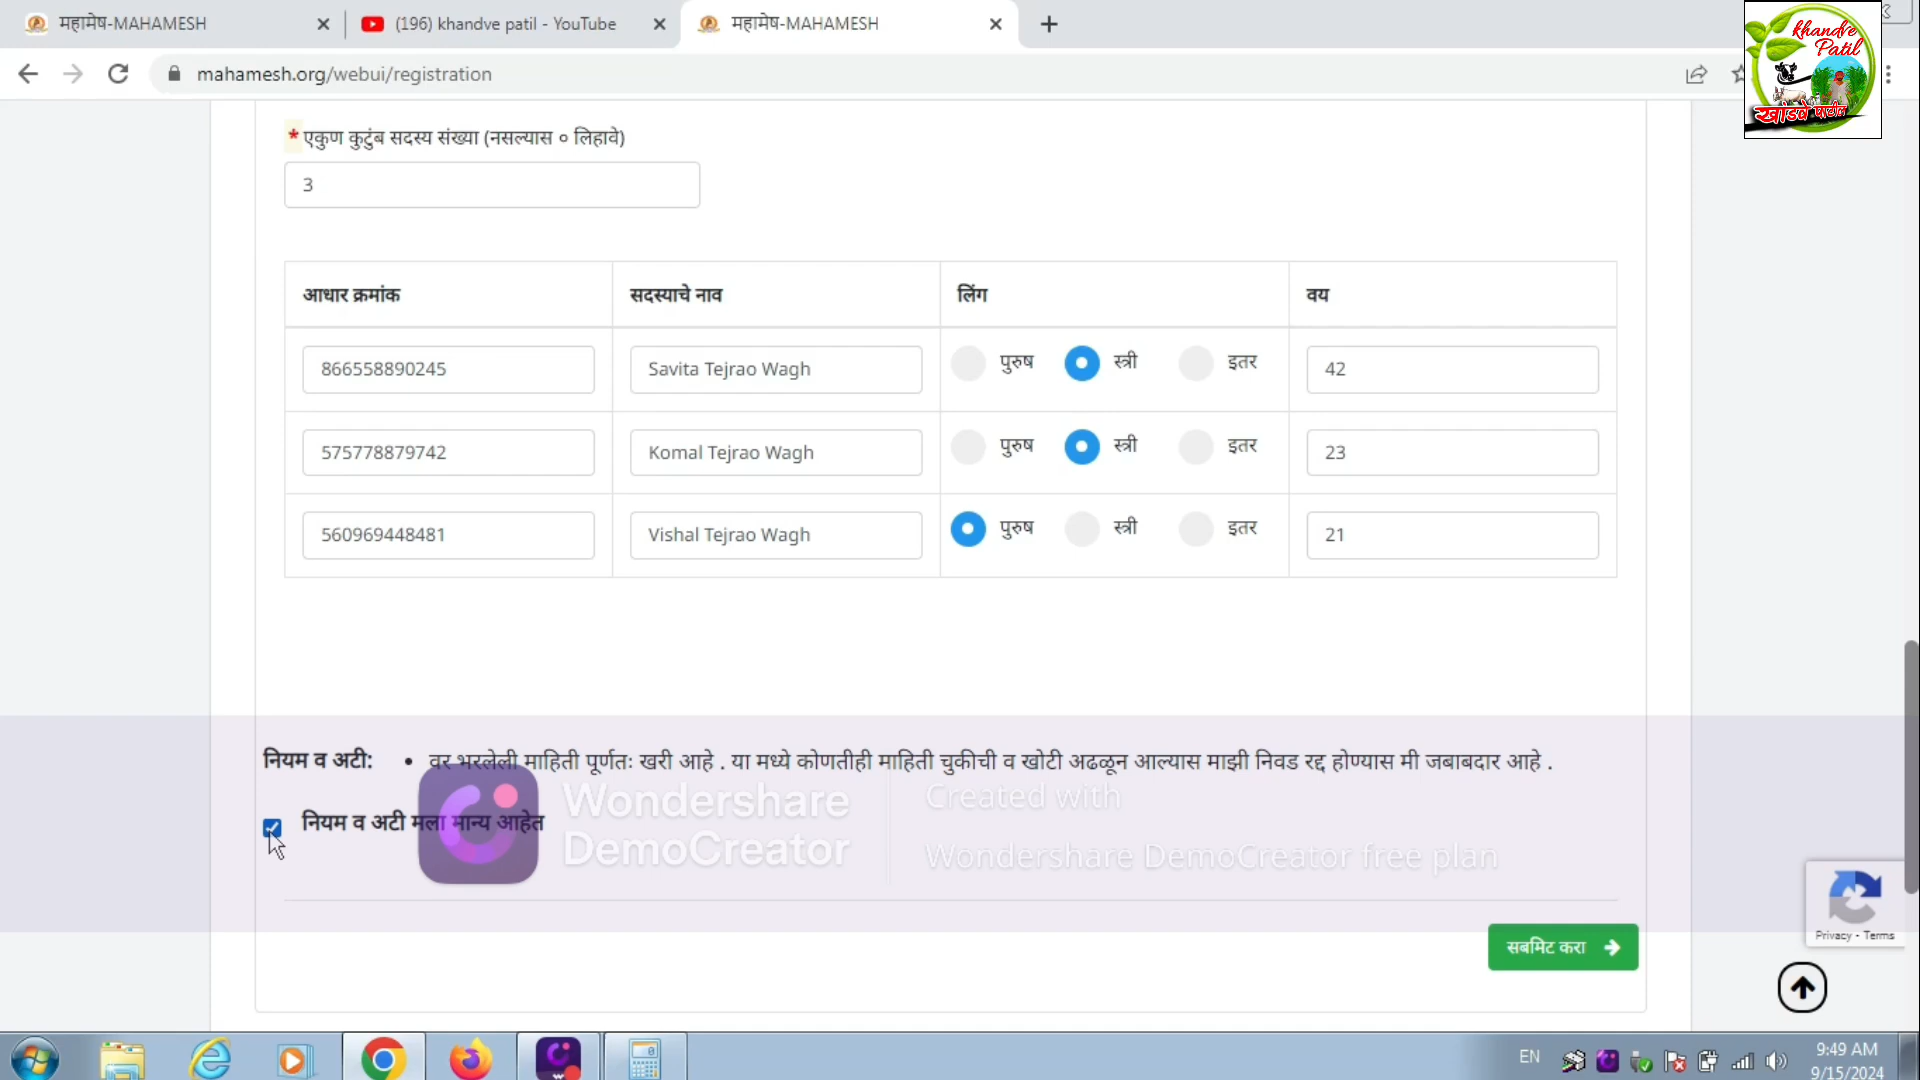 महामेष-MAHAMESH
(196) khandve patil - YouTube
महामेष-MAHAMESH
mahamesh.org/webui/registration
khandve
Patil
खांडवे पाटील
* एकुण कुटुंब सदस्य संख्या (नसल्यास ० लिहावे)
3
आधार क्रमांक सदस्याचे नाव लिंग वय
866558890245 Savita Tejrao Wagh पुरुष स्त्री इतर 42
575778879742 Komal Tejrao Wagh पुरुष स्त्री इतर 23
560969448481 Vishal Tejrao Wagh पुरुष स्त्री इतर 21
नियम व अटी: • वर भरलेली माहिती पूर्णतः खरी आहे . या मध्ये कोणतीही माहिती चुकीची व खोटी अढळून आल्यास माझी निवड रद्द होण्यास मी जबाबदार आहे .
नियम व अटी मला मान्य आहेत
Wondershare
DemoCreator
Created with
Wondershare DemoCreator free plan
Privacy - Terms
सबमिट करा
EN
9:49 AM
9/15/2024